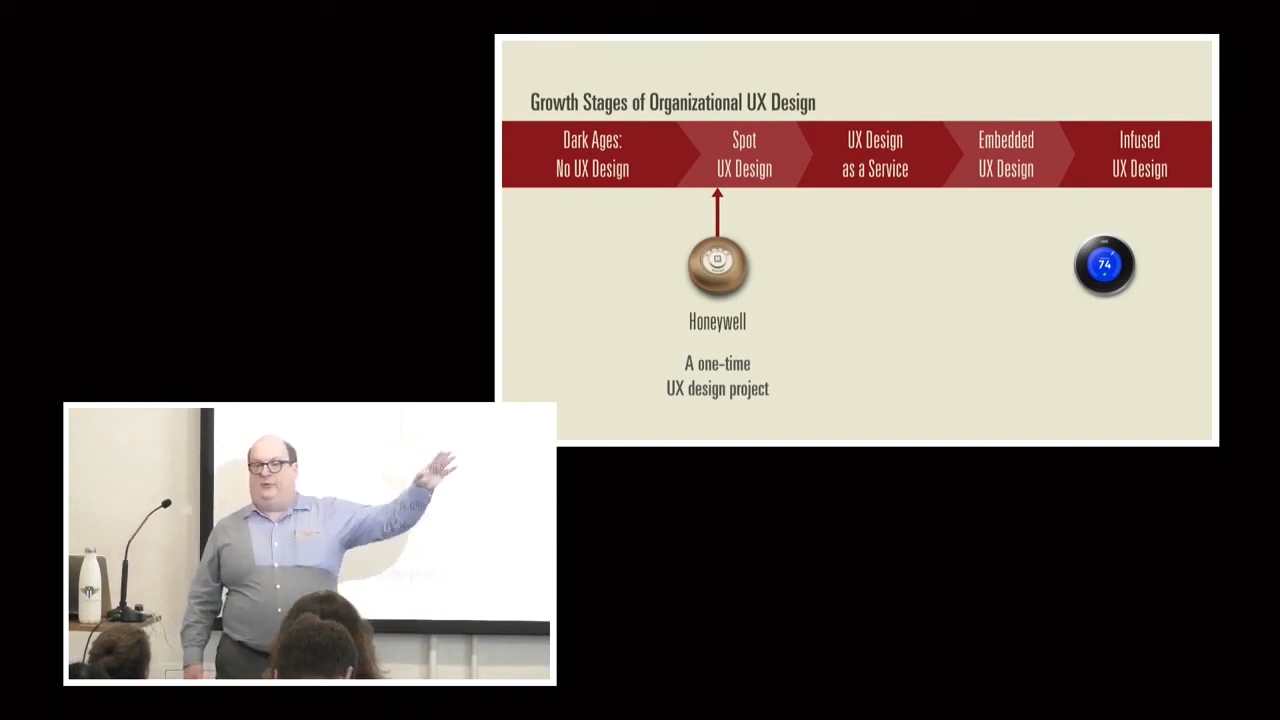 Growth Stages of Organizational UX Design
Dark Ages:
No UX Design
Spot
UX Design
UX Design
as a Service
Embedded
UX Design
Infused
UX Design
74
Honeywell
A one-time
UX design project